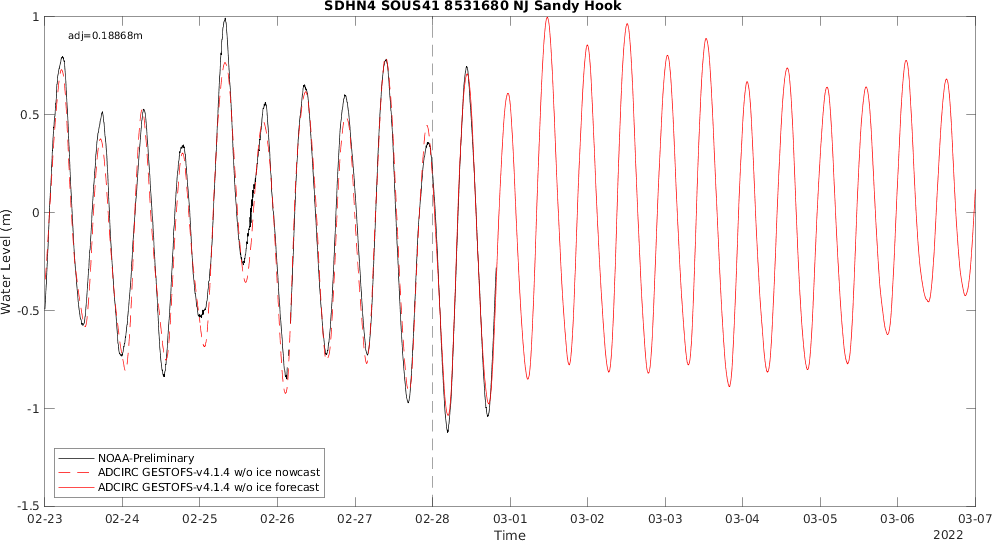 SDHN4 SOUS41 8531680 NJ Sandy Hook
adj=0.18868m
1
0.5
0
-0.5
-1
-1.5
Water Level (m)
NOAA-Preliminary
ADCIRC GESTOFS-v4.1.4 w/o ice nowcast
ADCIRC GESTOFS-v4.1.4 w/o ice forecast
02-23 02-24 02-25 02-26 02-27 02-28 03-01 03-02 03-03 03-04 03-05 03-06 03-07
Time
2022